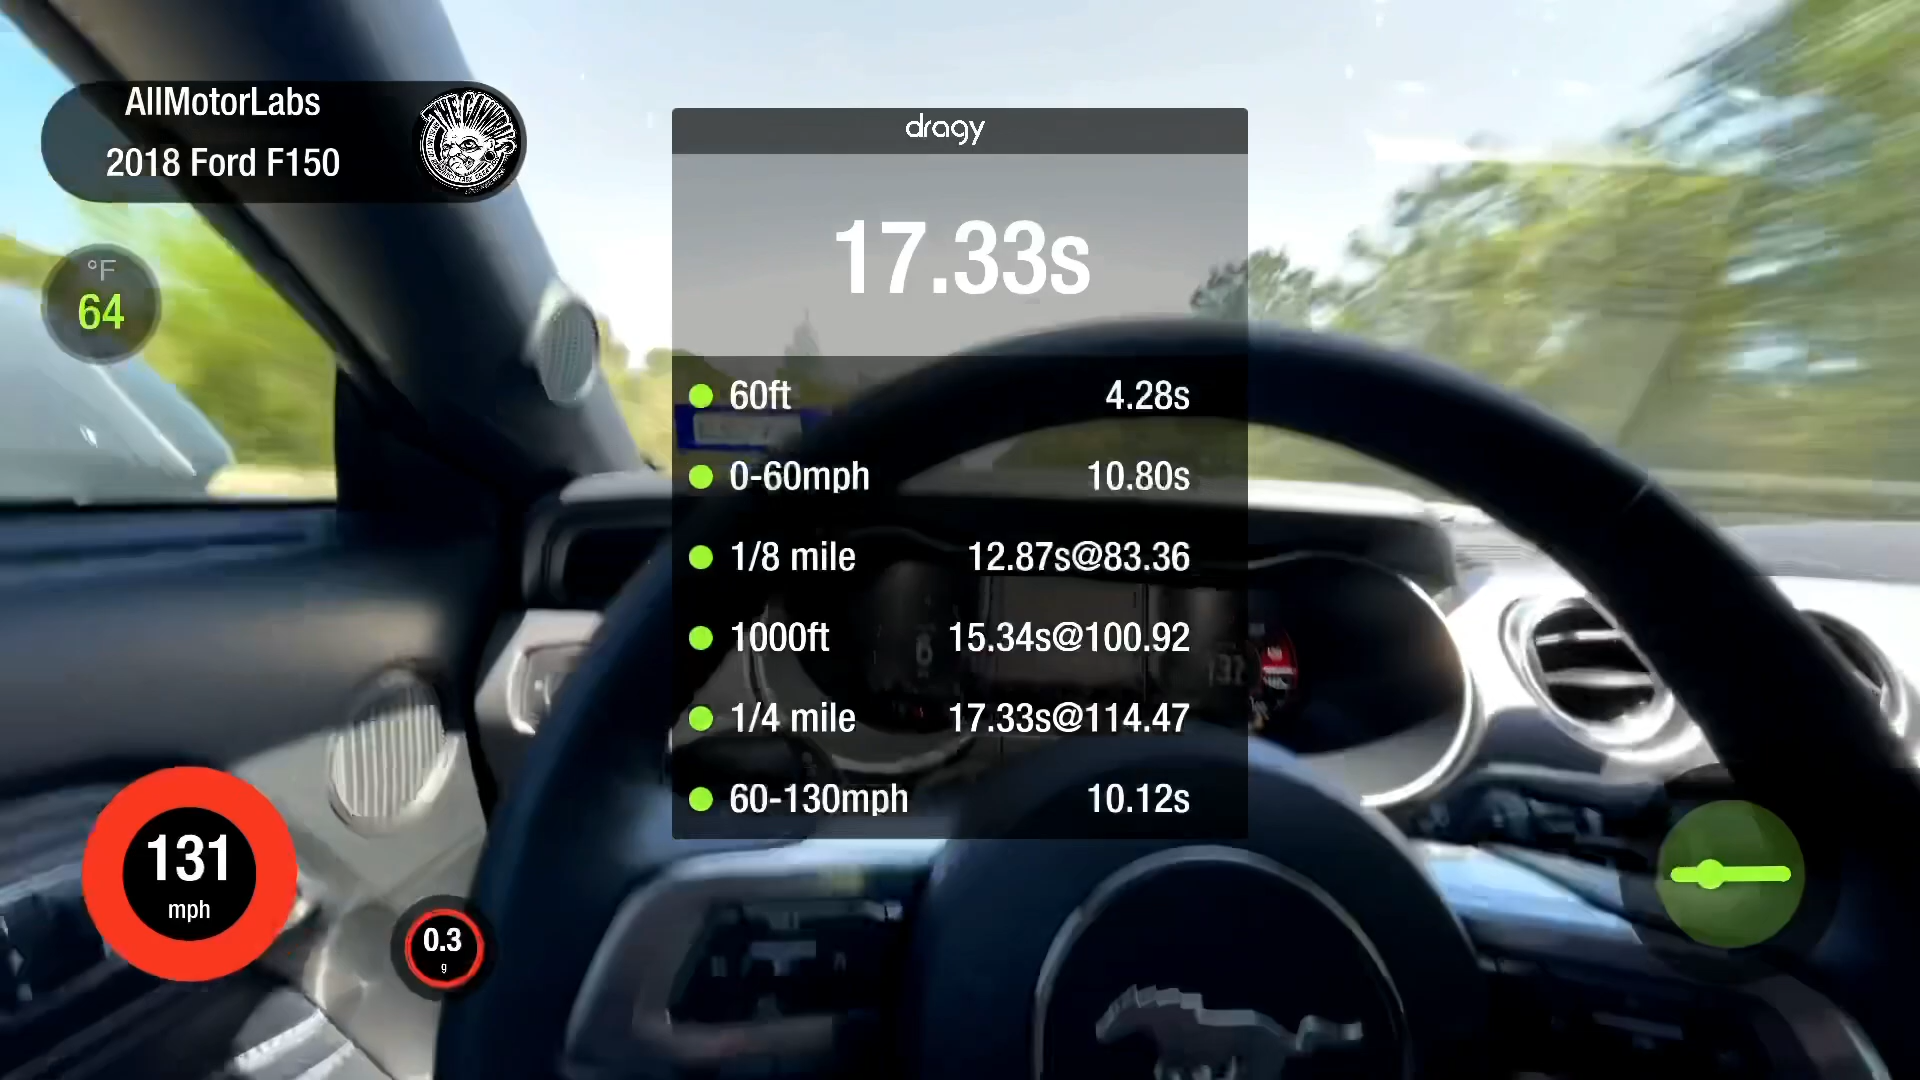 AllMotorLabs
2018 Ford F150
°F
64
dragy
17.33s
60ft 4.28s
0-60mph 10.80s
1/8 mile 12.87s@83.36
1000ft 15.34s@100.92
1/4 mile 17.33s@114.47
60-130mph 10.12s
6
132
131
mph
0.3
g